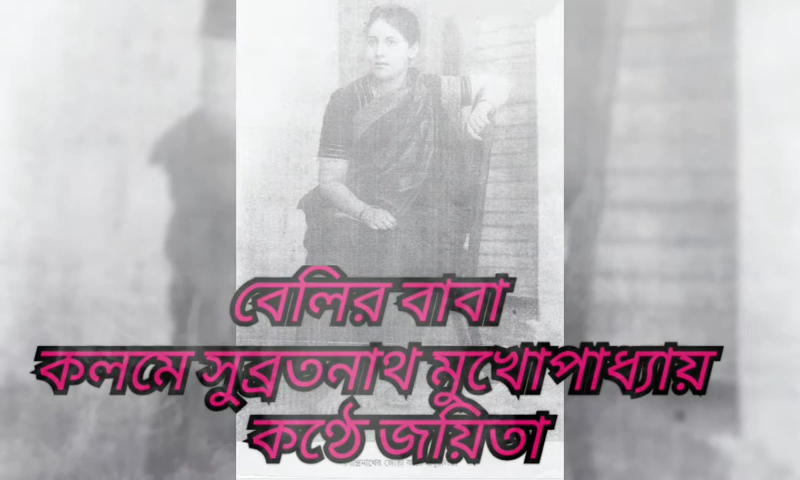 বেলির বাবা
কলমে সুব্রতনাথ মুখোপাধ্যায়
কণ্ঠে জয়িতা